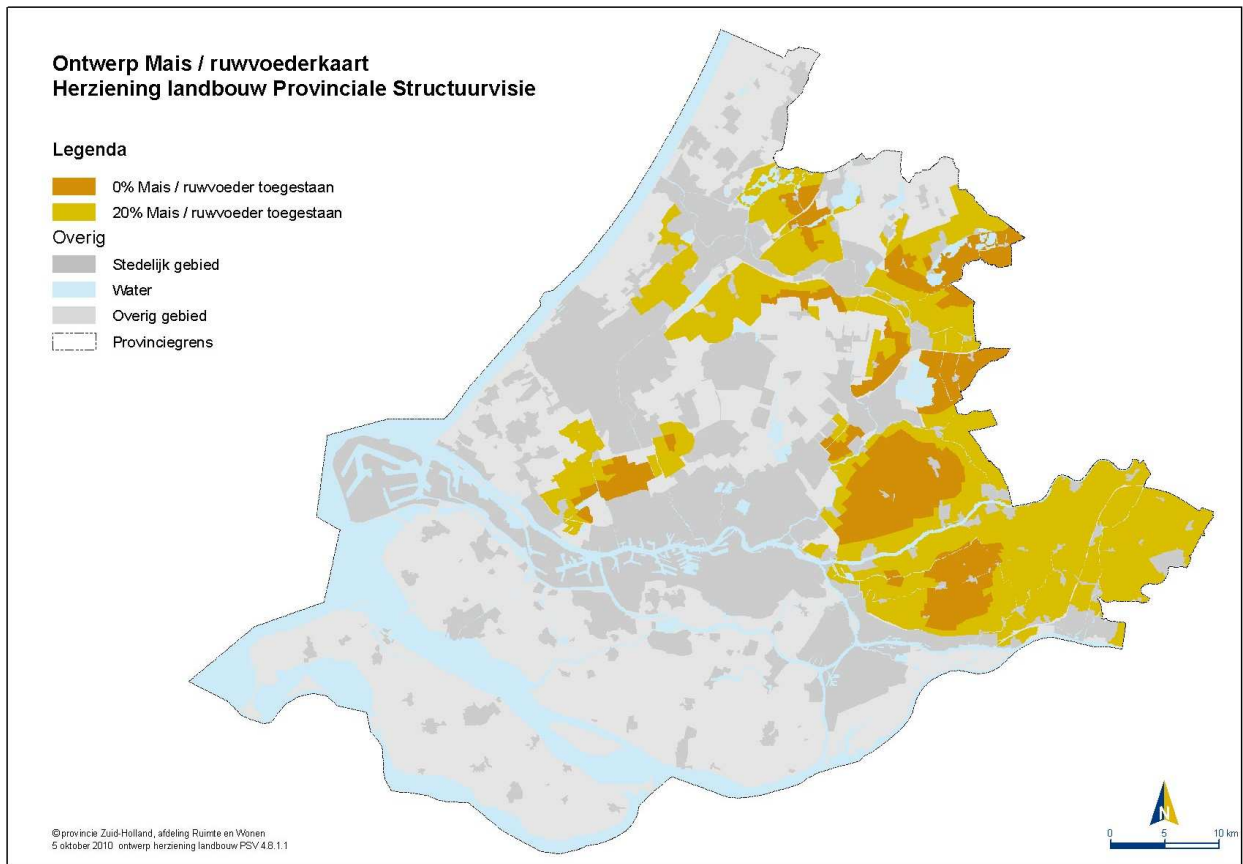 Ontwerp Mais / ruwvoederkaart
Herziening landbouw Provinciale Structuurvisie
Legenda
0% Mais / ruwvoeder toegestaan
20% Mais / ruwvoeder toegestaan
Overig
Stedelijk gebied
Water
Overig gebied
Provinciegrens
©provincie Zuid-Holland, afdeling Ruimte en Wonen
5 oktober 2010 ontwerp herziening landbouw PSV 4.8.1.1
N
0 5 10 km